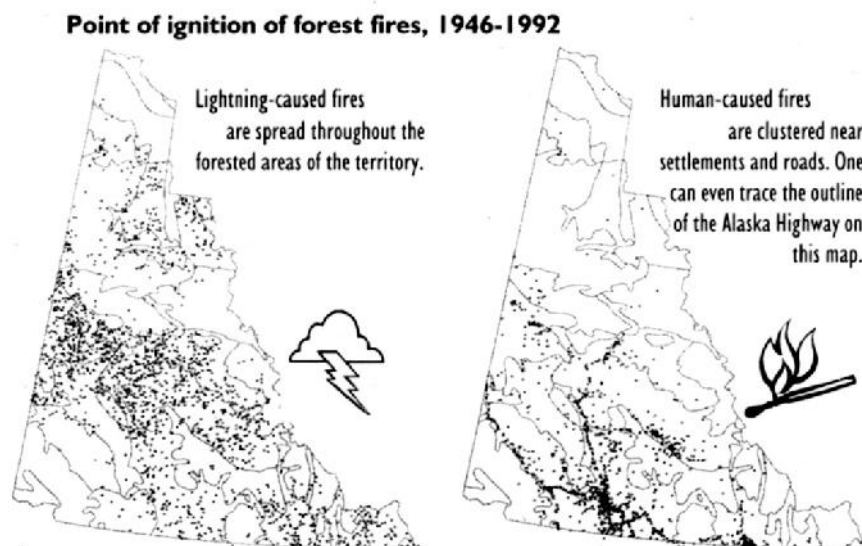 Point of ignition of forest fires, 1946-1992
Lightning-caused fires
are spread throughout the
forested areas of the territory.
Human-caused fires
are clustered near
settlements and roads. One
can even trace the outline
of the Alaska Highway on
this map.